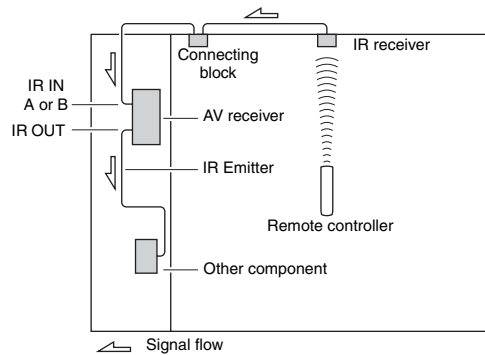 IR receiver
Connecting
block
IR IN
A or B
AV receiver
IR OUT
IR Emitter
Remote controller
Other component
Signal flow